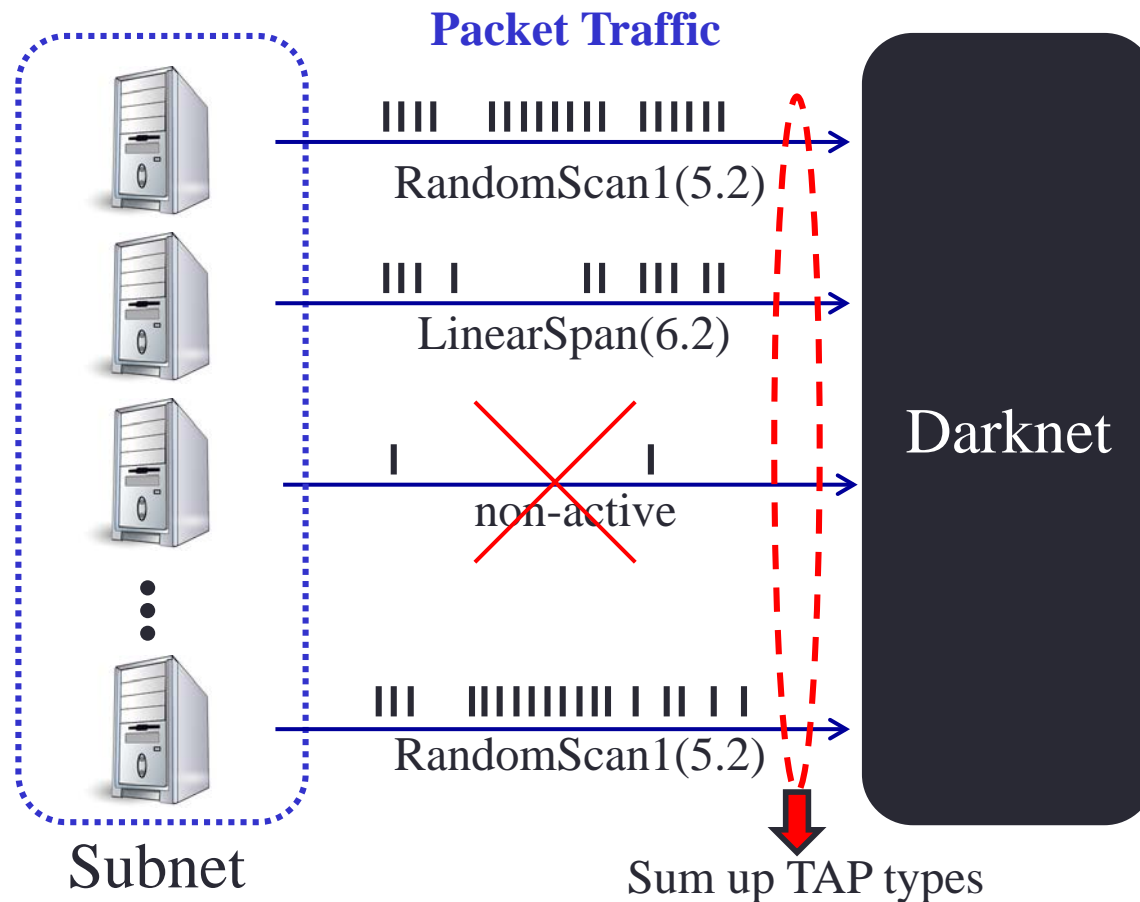 Packet Traffic
RandomScan1(5.2)
LinearSpan(6.2)
non-active
Darknet
RandomScan1(5.2)
Subnet
Sum up TAP types